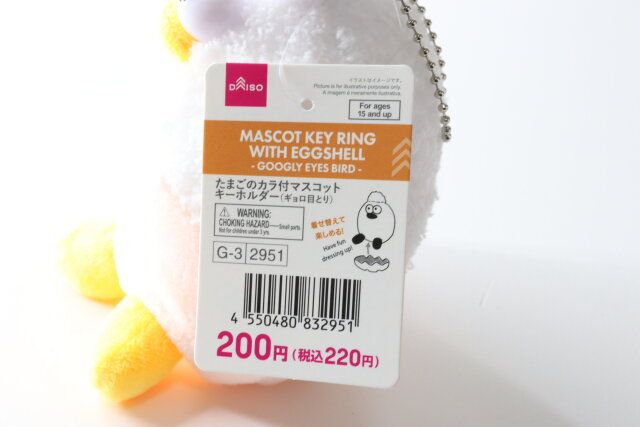 DAISO
イラストはイメージです。
Picture is for illustrative purposes only.
A imagem é meramente ilustrativa.
For ages
15 and up
MASCOT KEY RING
WITH EGGSHELL
- GOOGLY EYES BIRD -
たまごのカラ付マスコット
キーホルダー(ギョロ目とり)
WARNING:
CHOKING HAZARD—Small parts
Not for children under 3 yrs.
着せ替えて
楽しめる!
Have fun
dressing up!
G-3 2951
4 550480 832951
200円(税込220円)